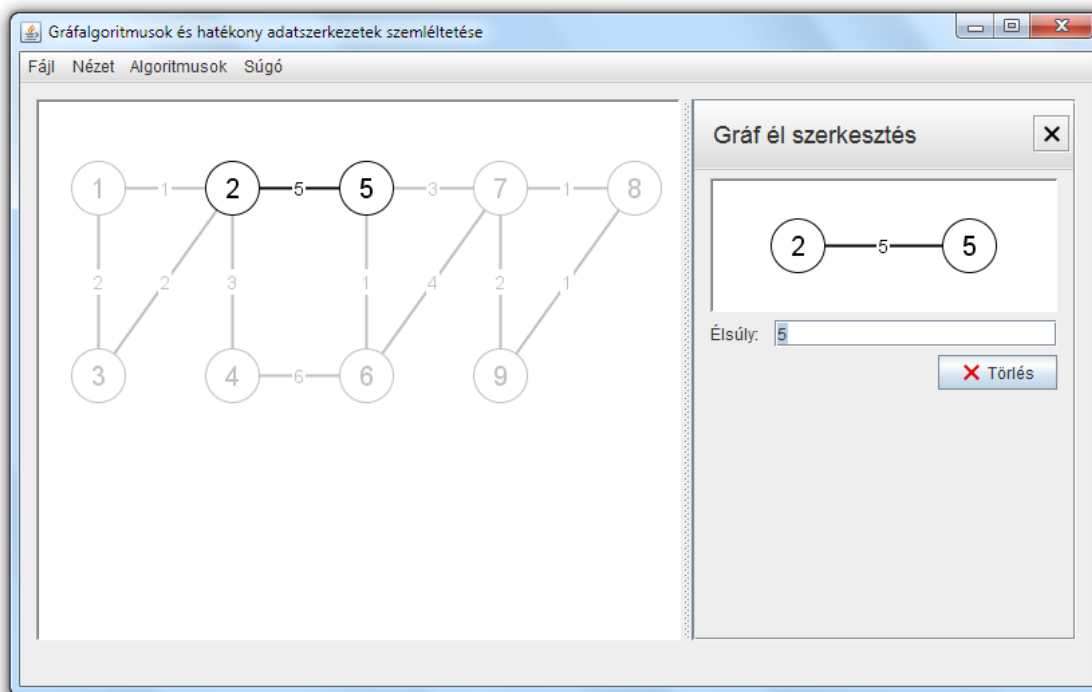 Gráfalgoritmusok és hatékony adatszerkezetek szemléltetése
Fájl Nézet Algoritmusok Súgó
1 1 2 5 5 3 7 1 8
2 2 3 1 4 2 1
3 4 6 6 9
Gráf él szerkesztés
2 5 5
Élsúly: 5
Törlés